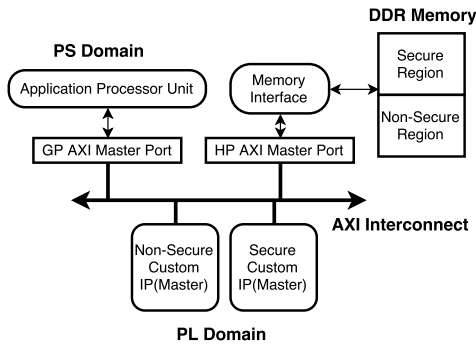 DDR Memory
PS Domain
Application Processor Unit
Memory
Interface
Secure
Region
Non-Secure
Region
GP AXI Master Port
HP AXI Master Port
AXI Interconnect
Non-Secure
Custom
IP(Master)
Secure
Custom
IP(Master)
PL Domain